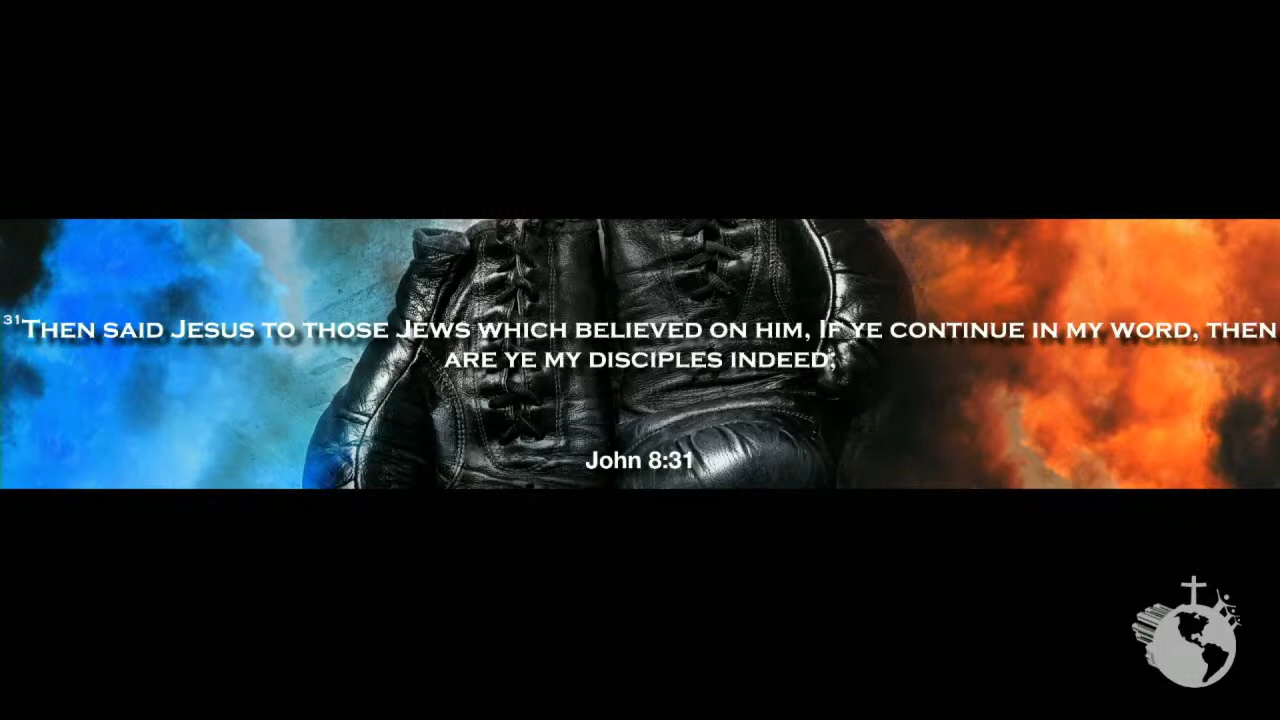 ³¹Then said Jesus to those Jews which believed on him, If ye continue in my word, then
are ye my disciples indeed;
John 8:31